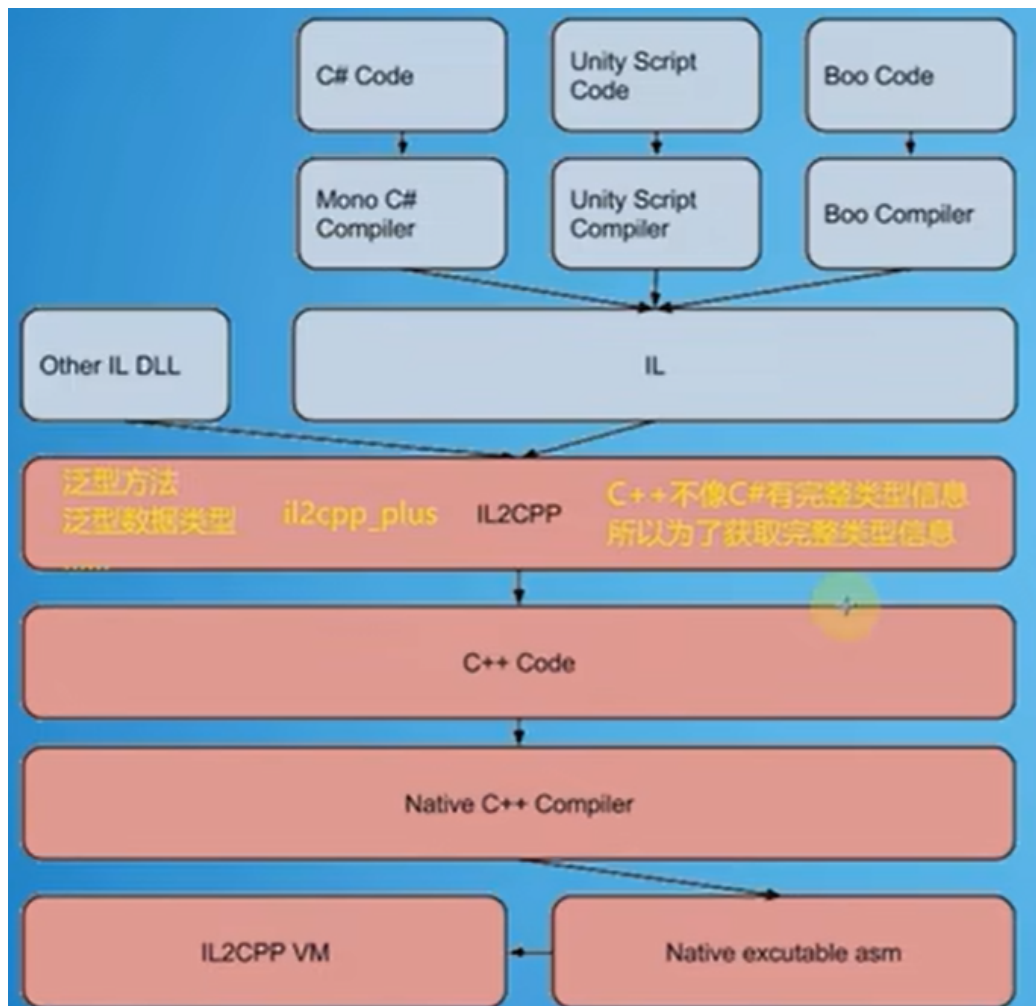 C# Code
Unity Script
Code
Boo Code
Mono C#
Compiler
Unity Script
Compiler
Boo Compiler
Other IL DLL
IL
泛型方法
泛型数据类型
......
il2cpp_plus
IL2CPP
C++不像C#有完整类型信息
所以为了获取完整类型信息
C++ Code
Native C++ Compiler
IL2CPP VM
Native excutable asm